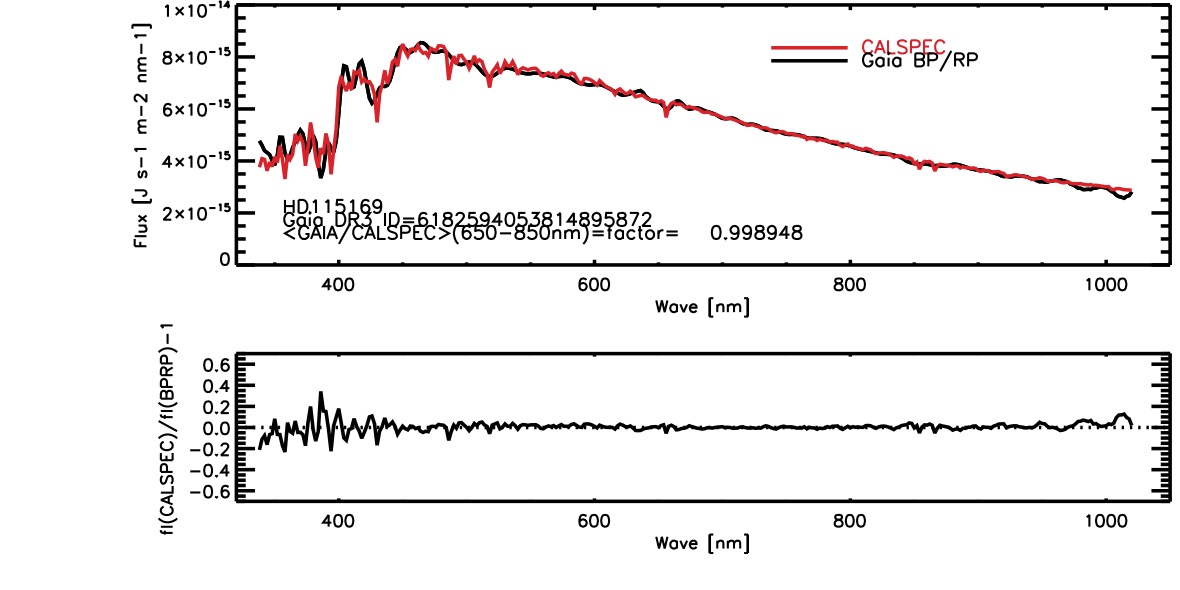 1×10−14
8×10−15
6×10−15
4×10−15
2×10−15
0
Flux [J s−1 m−2 nm−1]
CALSPEC
Gaia BP/RP
HD115169
Gaia DR3 ID=6182594053814895872
<GAIA/CALSPEC>(650−850nm)=factor= 0.998948
400 600 800 1000
Wave [nm]
fl(CALSPEC)/fl(BPRP)−1
0.6
0.4
0.2
0.0
−0.2
−0.4
−0.6
400 600 800 1000
Wave [nm]